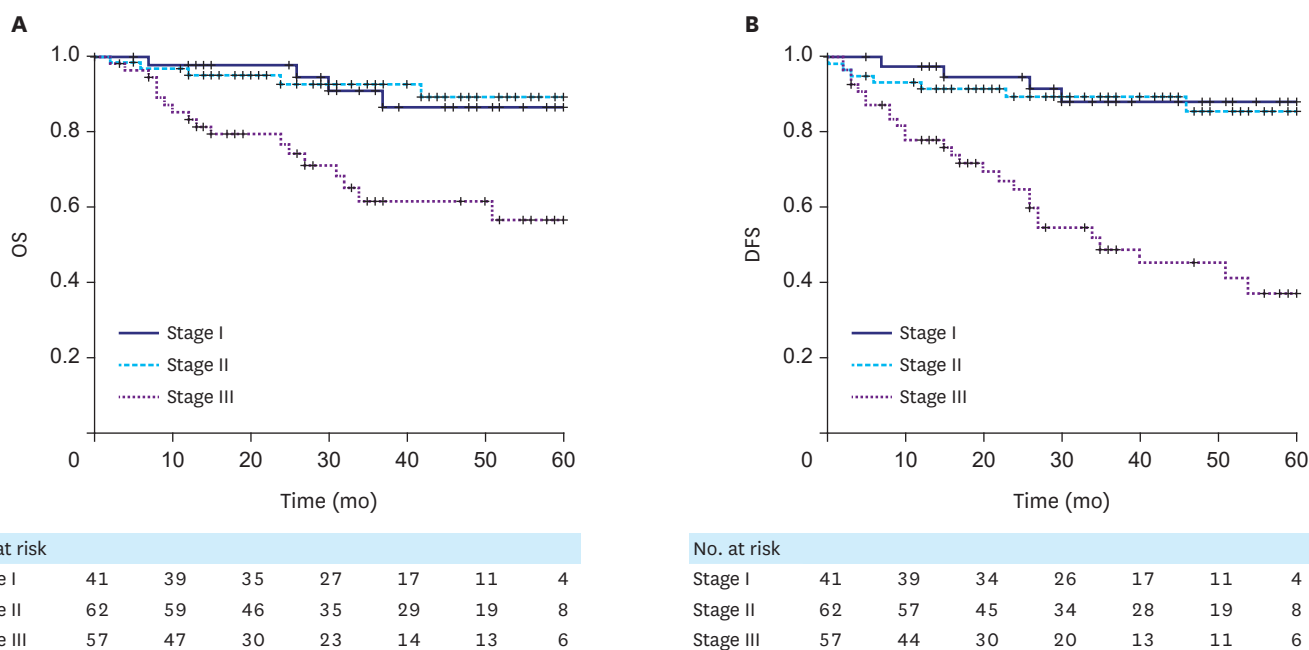 A
1.0
0.8
0.6
0.4
0.2
OS
Stage I
Stage II
Stage III
0 10 20 30 40 50 60
Time (mo)
at risk
e I 41 39 35 27 17 11 4
e II 62 59 46 35 29 19 8
e III 57 47 30 23 14 13 6
B
1.0
0.8
0.6
0.4
0.2
DFS
Stage I
Stage II
Stage III
0 10 20 30 40 50 60
Time (mo)
No. at risk
Stage I 41 39 34 26 17 11 4
Stage II 62 57 45 34 28 19 8
Stage III 57 44 30 20 13 11 6